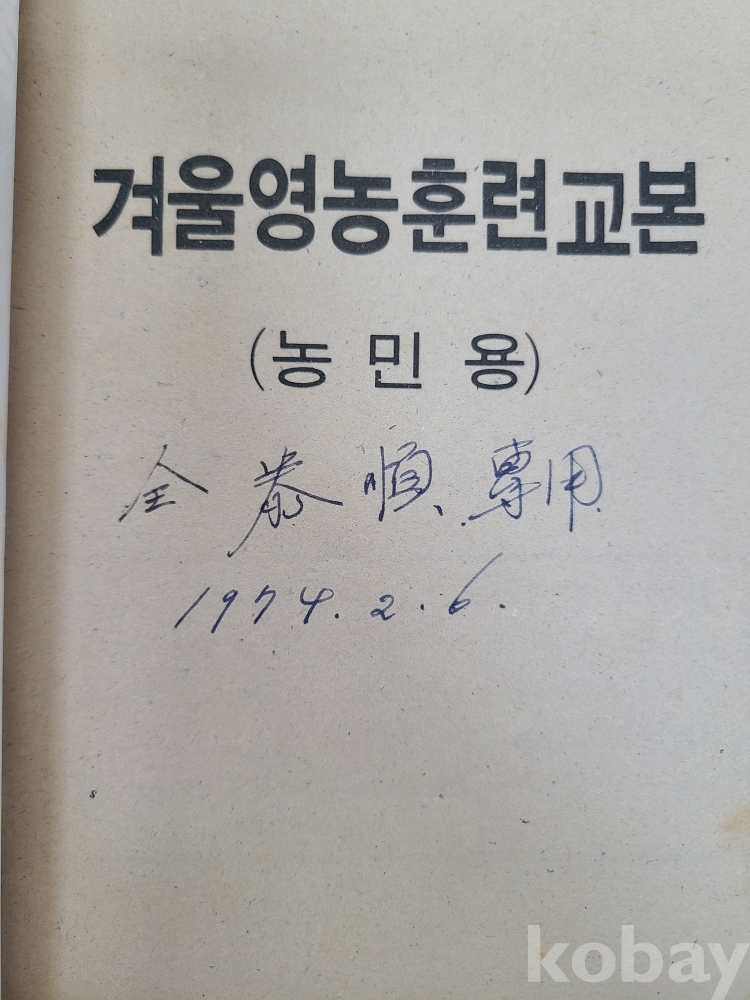 겨울영농훈련교본
(농민용)
全泰順 專用
1974. 2. 6.
kobay